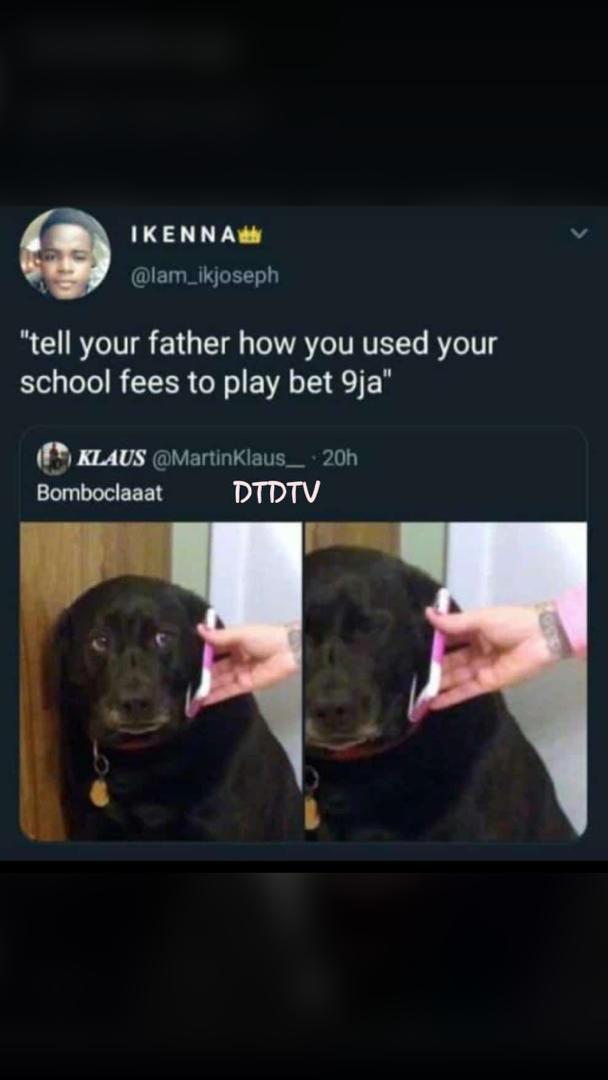 IKENNA👑
@Iam_ikjoseph
"tell your father how you used your
school fees to play bet 9ja"
KLAUS @MartinKlaus__ · 20h
Bomboclaaat
DTDTV